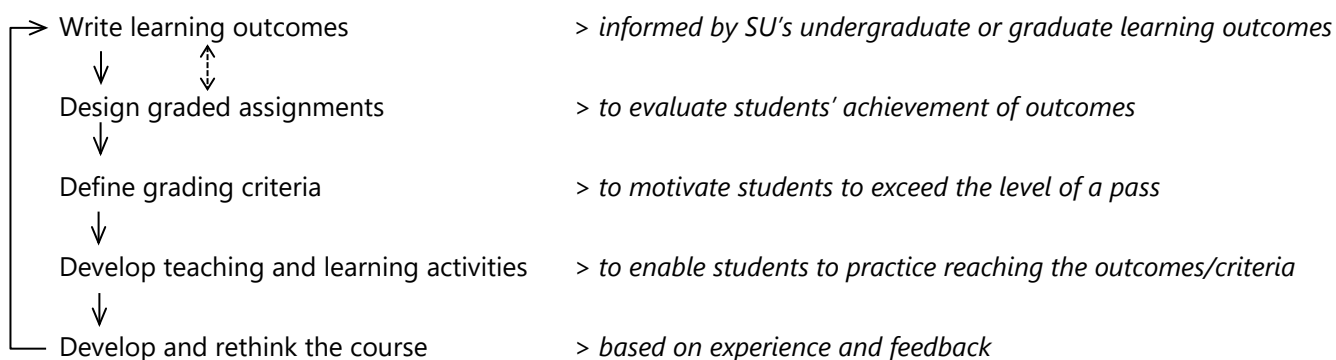 Write learning outcomes > informed by SU's undergraduate or graduate learning outcomes
Design graded assignments > to evaluate students' achievement of outcomes
Define grading criteria > to motivate students to exceed the level of a pass
Develop teaching and learning activities > to enable students to practice reaching the outcomes/criteria
Develop and rethink the course > based on experience and feedback